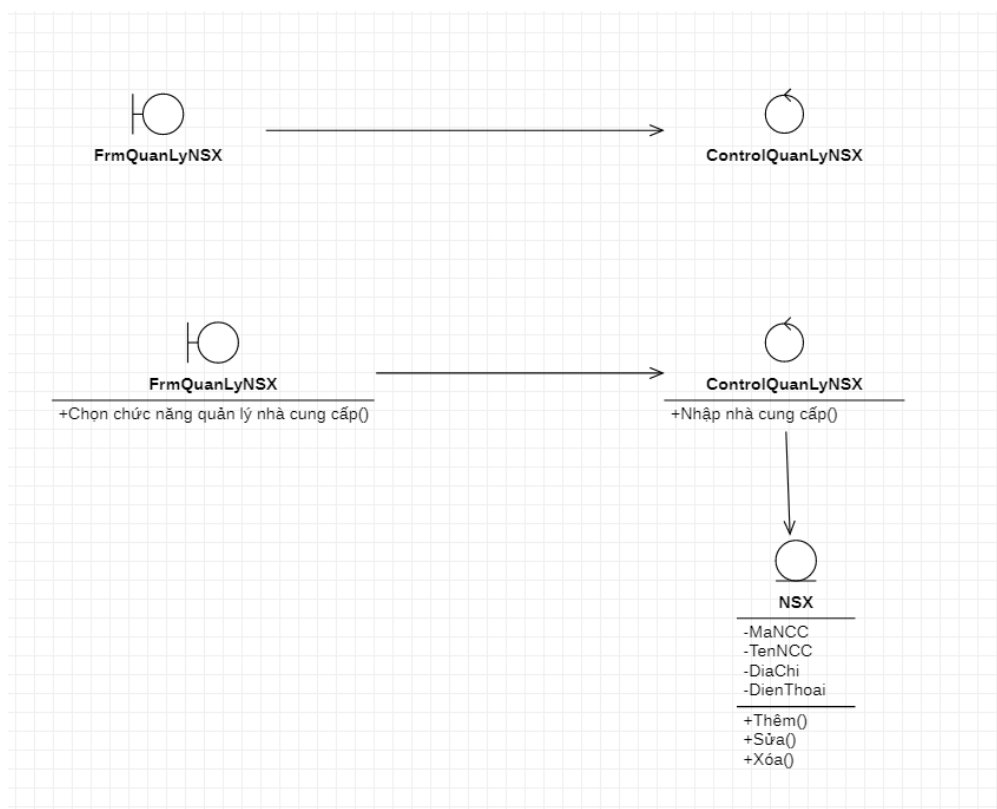 FrmQuanLyNSX
ControlQuanLyNSX
FrmQuanLyNSX
+Chọn chức năng quản lý nhà cung cấp()
ControlQuanLyNSX
+Nhập nhà cung cấp()
NSX
-MaNCC
-TenNCC
-DiaChi
-DienThoai
+Thêm()
+Sửa()
+Xóa()